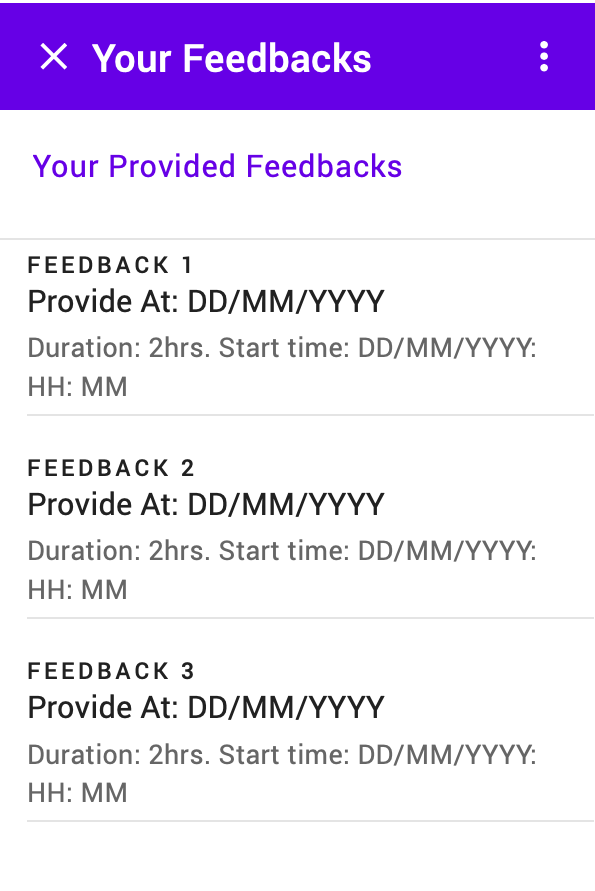 Your Feedbacks
Your Provided Feedbacks
FEEDBACK 1
Provide At: DD/MM/YYYY
Duration: 2hrs. Start time: DD/MM/YYYY:
HH: MM
FEEDBACK 2
Provide At: DD/MM/YYYY
Duration: 2hrs. Start time: DD/MM/YYYY:
HH: MM
FEEDBACK 3
Provide At: DD/MM/YYYY
Duration: 2hrs. Start time: DD/MM/YYYY:
HH: MM